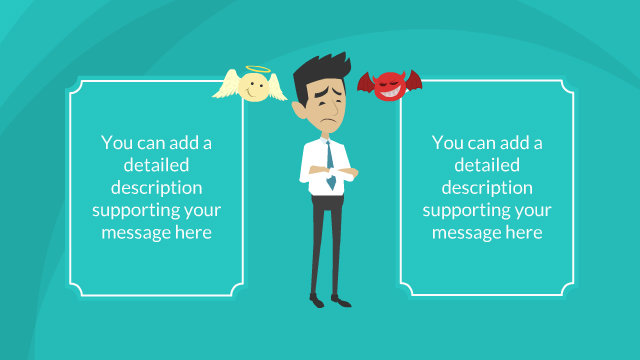 You can add a
detailed
description
supporting your
message here
You can add a
detailed
description
supporting your
message here